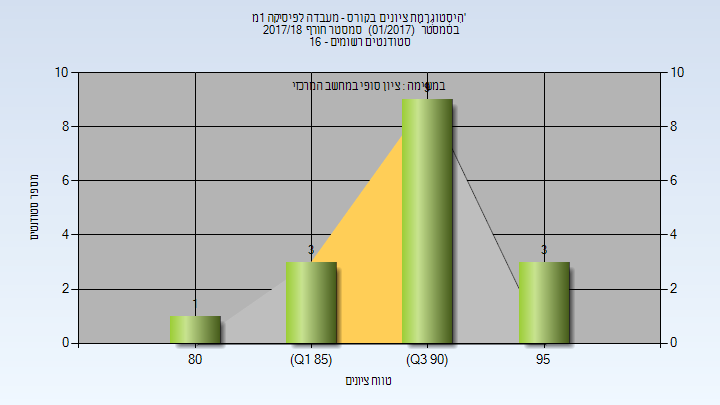 היסטוגרמת ציונים בקורס - מעבדה לפיסיקה 1מ'
בסמסטר (01/2017) סמסטר חורף 2017/18
סטודנטים רשומים - 16
במשימה : ציון סופי במחשב המרכזי
10 10
9
8 8
6 6
4 4
3 3
2 2
1
0 0
80 (Q1 85) (Q3 90) 95
מספר סטודנטים
טווח ציונים